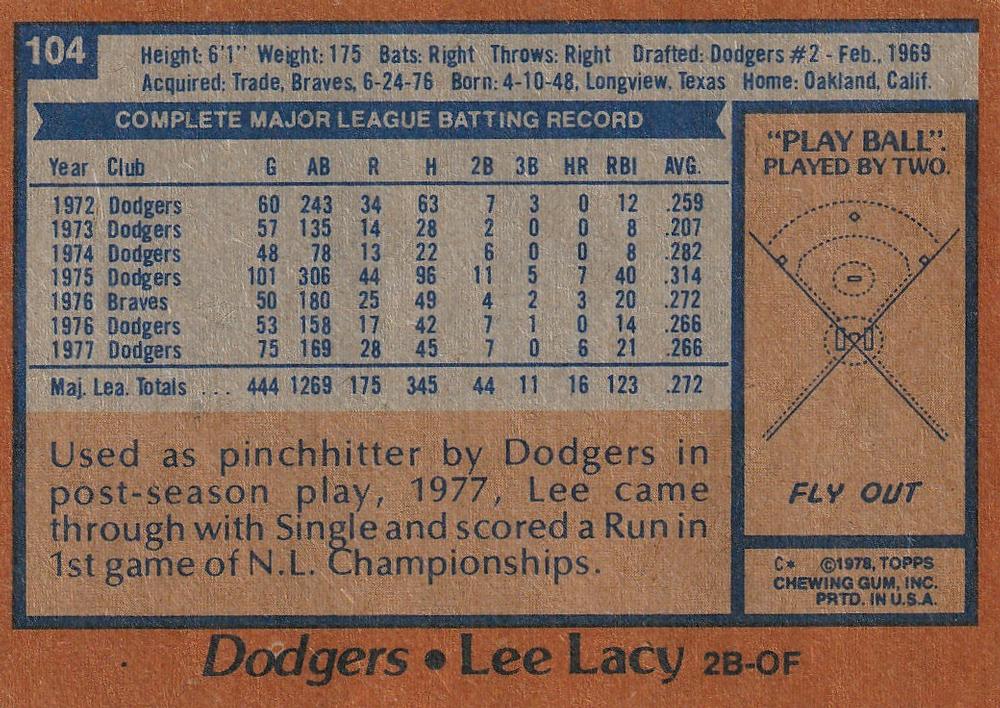 104
Height: 6'1" Weight: 175 Bats: Right Throws: Right Drafted: Dodgers #2 - Feb., 1969
Acquired: Trade, Braves, 6-24-76 Born: 4-10-48, Longview, Texas Home: Oakland, Calif.
COMPLETE MAJOR LEAGUE BATTING RECORD
Year Club G AB R H 2B 3B HR RBI AVG.
1972 Dodgers 60 243 34 63 7 3 0 12 .259
1973 Dodgers 57 135 14 28 2 0 0 8 .207
1974 Dodgers 48 78 13 22 6 0 0 8 .282
1975 Dodgers 101 306 44 96 11 5 7 40 .314
1976 Braves 50 180 25 49 4 2 3 20 .272
1976 Dodgers 53 158 17 42 7 1 0 14 .266
1977 Dodgers 75 169 28 45 7 0 6 21 .266
Maj. Lea. Totals ... 444 1269 175 345 44 11 16 123 .272
Used as pinchhitter by Dodgers in
post-season play, 1977, Lee came
through with Single and scored a Run in
1st game of N.L. Championships.
"PLAY BALL".
PLAYED BY TWO.
FLY OUT
C* ©1978, TOPPS
CHEWING GUM, INC.
PRTD. IN U.S.A.
Dodgers • Lee Lacy 2B-OF